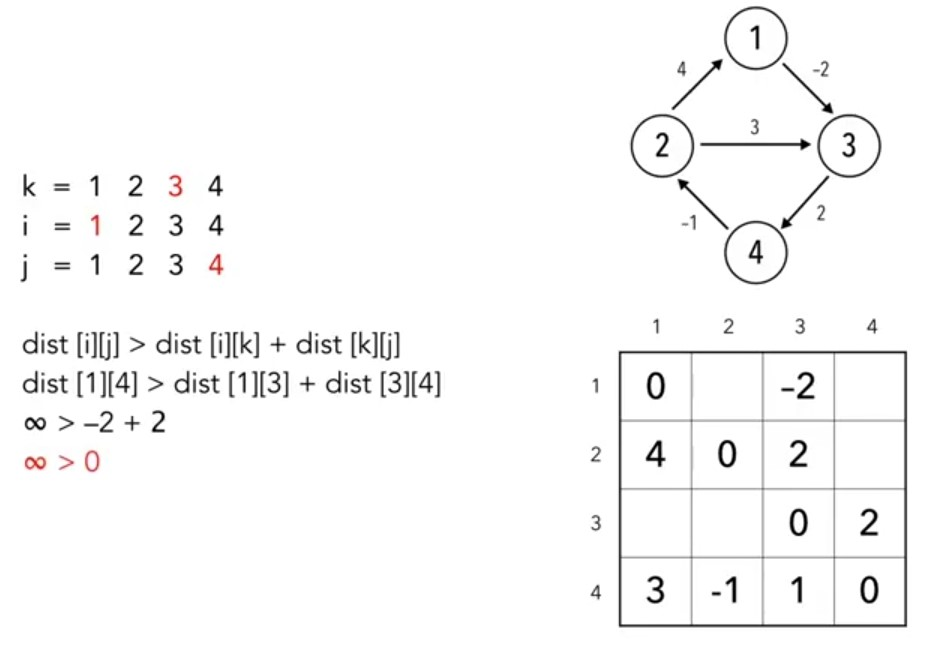 k = 1 2 3 4
i = 1 2 3 4
j = 1 2 3 4
dist [i][j] > dist [i][k] + dist [k][j]
dist [1][4] > dist [1][3] + dist [3][4]
∞ > –2 + 2
∞ > 0
1
4
-2
2
3
3
-1
2
4
1 2 3 4
1 0 -2
2 4 0 2
3 0 2
4 3 -1 1 0